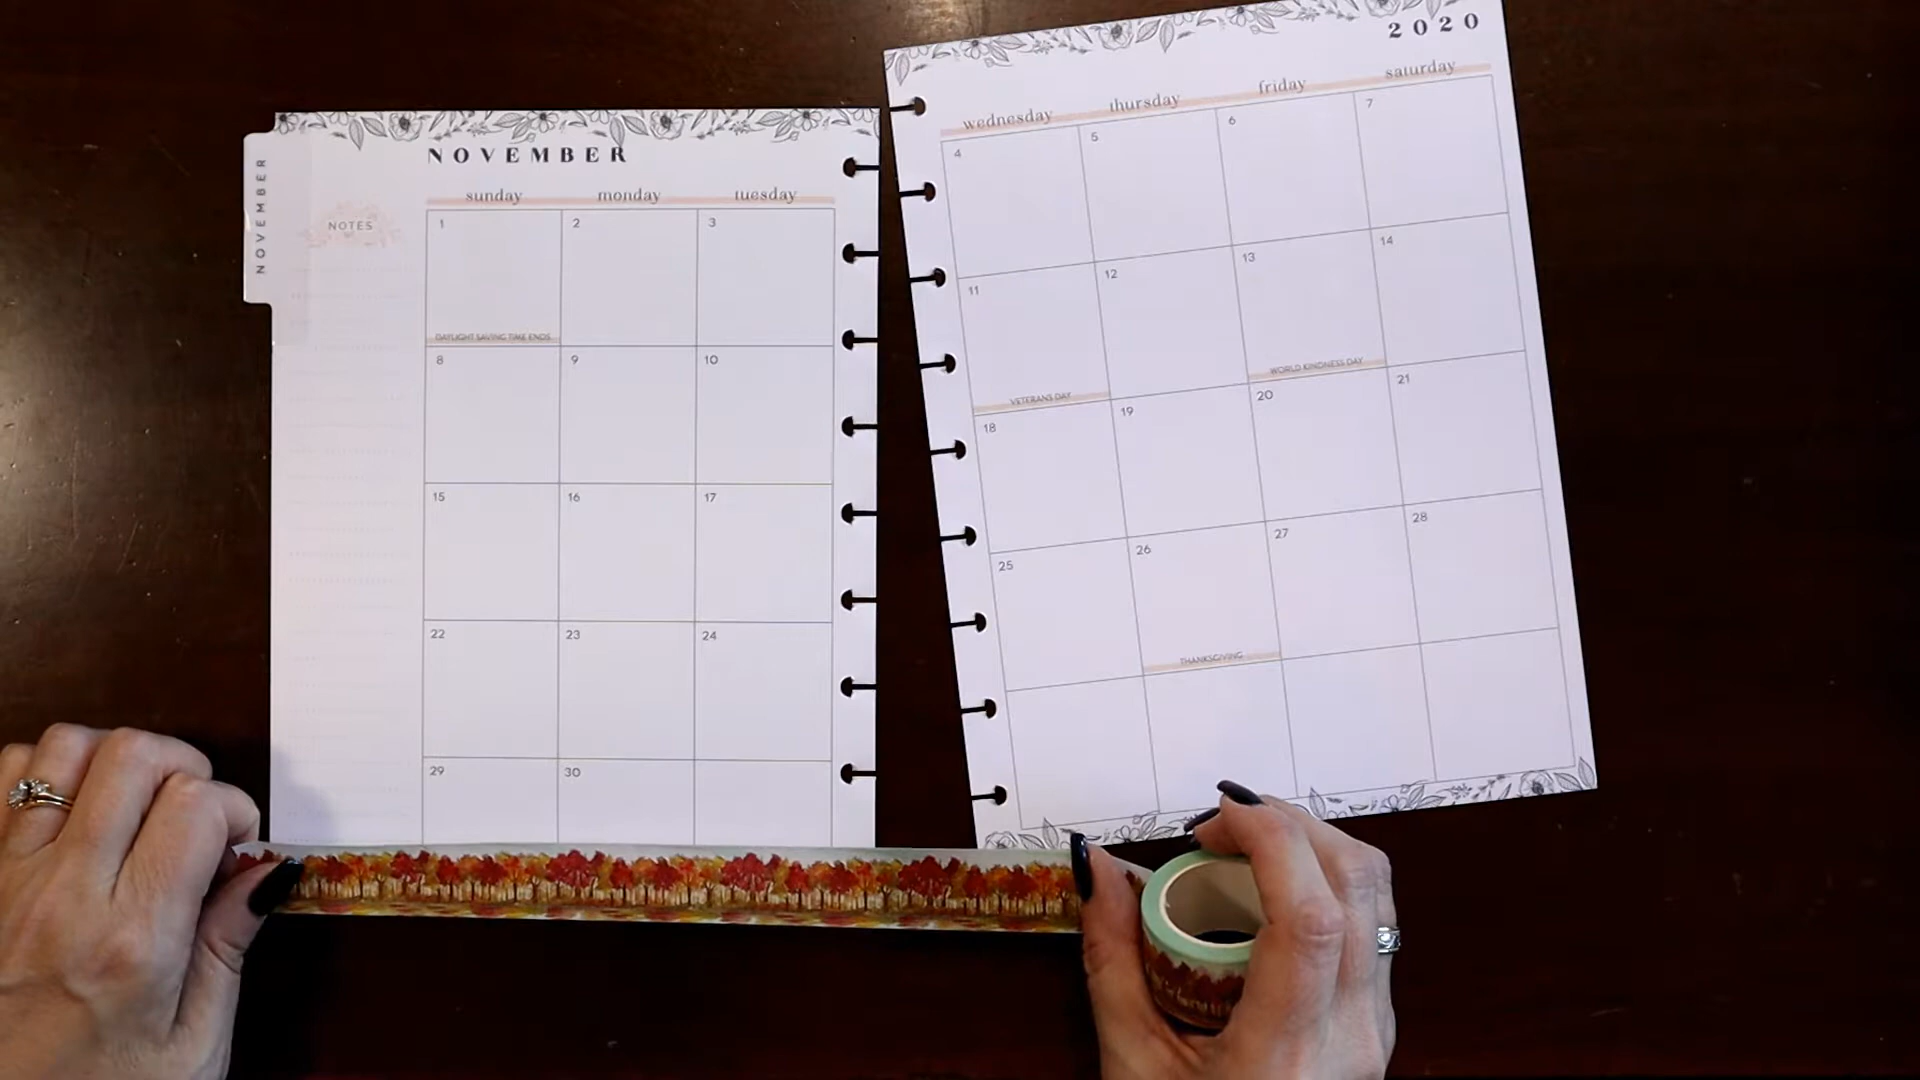 NOVEMBER
NOVEMBER
NOTES
sunday monday tuesday
1 2 3
DAYLIGHT SAVING TIME ENDS
8 9 10
15 16 17
22 23 24
29 30
2020
wednesday thursday friday saturday
4 5 6 7
11 12 13 14
VETERANS DAY WORLD KINDNESS DAY
18 19 20 21
25 26 27 28
THANKSGIVING